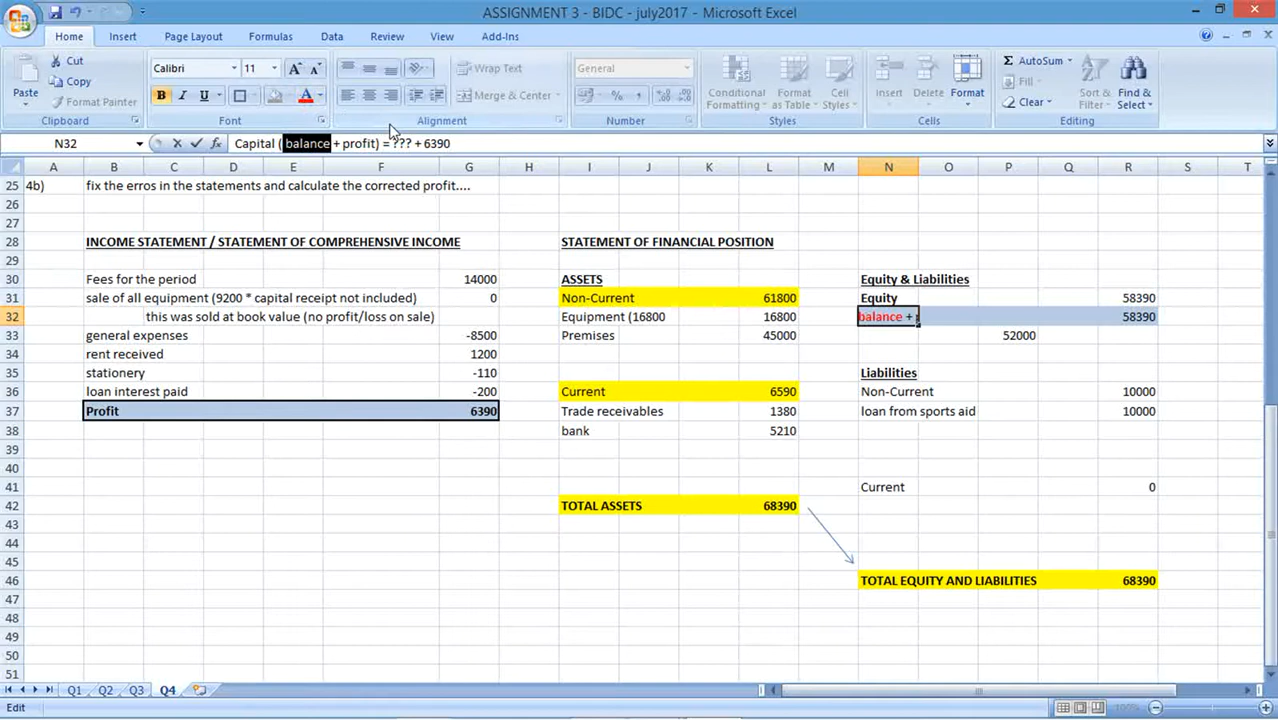 ASSIGNMENT 3 - BIDC - july2017 - Microsoft Excel
Home Insert Page Layout Formulas Data Review View Add-Ins
Paste Cut Copy Format Painter Calibri 11 Wrap Text Merge & Center General Conditional Formatting Format as Table Cell Styles Insert Delete Format AutoSum Fill Clear Sort & Filter Find & Select
Clipboard Font Alignment Number Styles Cells Editing
N32 Capital (balance + profit) = ??? + 6390
A B C D E F G H I J K L M N O P Q R S T
25 4b) fix the erros in the statements and calculate the corrected profit....
26
27
28 INCOME STATEMENT / STATEMENT OF COMPREHENSIVE INCOME STATEMENT OF FINANCIAL POSITION
29
30 Fees for the period 14000 ASSETS Equity & Liabilities
31 sale of all equipment (9200 * capital receipt not included) 0 Non-Current 61800 Equity 58390
32 this was sold at book value (no profit/loss on sale) Equipment (16800 16800 balance + 58390
33 general expenses -8500 Premises 45000 52000
34 rent received 1200
35 stationery -110 Liabilities
36 loan interest paid -200 Current 6590 Non-Current 10000
37 Profit 6390 Trade receivables 1380 loan from sports aid 10000
38 bank 5210
39
40
41 Current 0
42 TOTAL ASSETS 68390
43
44
45
46 TOTAL EQUITY AND LIABILITIES 68390
47
48
49
50
51
Q1 Q2 Q3 Q4
Edit 100%